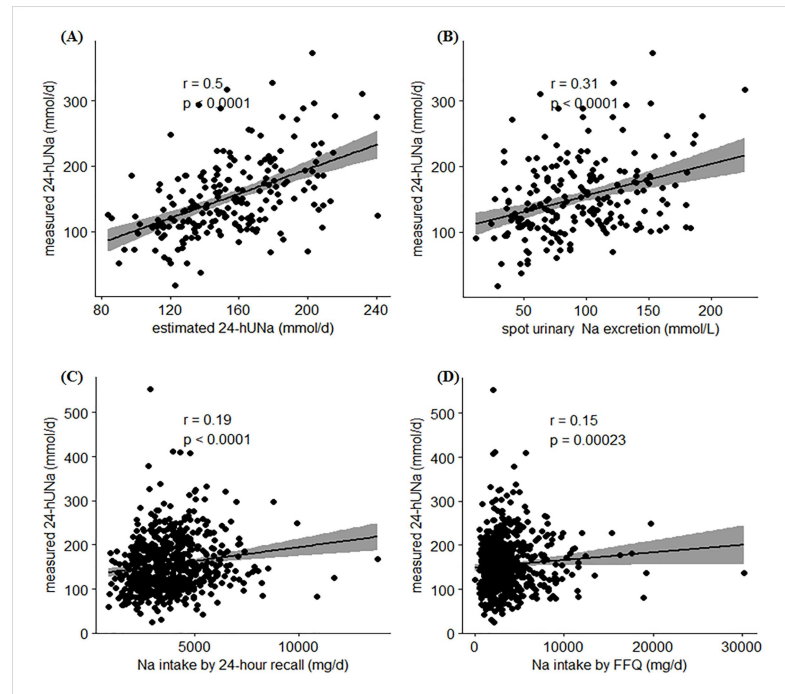 (A)
r = 0.5
p < 0.0001
measured 24-hUNa (mmol/d)
300
200
100
80
120
160
200
240
estimated 24-hUNa (mmol/d)
(B)
r = 0.31
p < 0.0001
measured 24-hUNa (mmol/d)
300
200
100
50
100
150
200
spot urinary Na excretion (mmol/L)
(C)
r = 0.19
p < 0.0001
measured 24-hUNa (mmol/d)
500
400
300
200
100
0
5000
10000
Na intake by 24-hour recall (mg/d)
(D)
r = 0.15
p = 0.00023
measured 24-hUNa (mmol/d)
500
400
300
200
100
0
0
10000
20000
30000
Na intake by FFQ (mg/d)